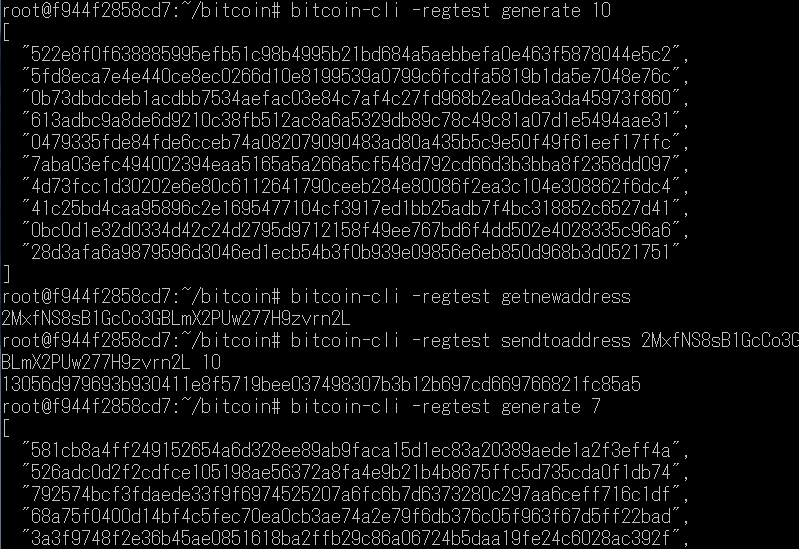 root@f944f2858cd7:~/bitcoin# bitcoin-cli -regtest generate 10
[
  "522e8f0f638885995efb51c98b4995b21bd684a5aebbefa0e463f5878044e5c2",
  "5fd8eca7e4e440ce8ec0266d10e8199539a0799c6fcdfa5819b1da5e7048e76c",
  "0b73dbdcdeb1acdbb7534aefac03e84c7af4c27fd968b2ea0dea3da45973f860",
  "613adbc9a8de6d9210c38fb512ac8a6a5329db89c78c49c81a07d1e5494aae31",
  "0479335fde84fde6cceb74a082079090483ad80a435b5c9e50f49f61eef17ffc",
  "7aba03efc494002394eaa5165a5a266a5cf548d792cd66d3b3bba8f2358dd097",
  "4d73fcc1d30202e6e80c6112641790ceeb284e80086f2ea3c104e308862f6dc4",
  "41c25bd4caa95896c2e1695477104cf3917ed1bb25adb7f4bc318852c6527d41",
  "0bc0d1e32d0334d42c24d2795d9712158f49ee767bd6f4dd502e4028335c96a6",
  "28d3afa6a9879596d3046ed1ecb54b3f0b939e09856e6eb850d968b3d0521751"
]
root@f944f2858cd7:~/bitcoin# bitcoin-cli -regtest getnewaddress
2MxfNS8sB1GcCo3GBLmX2PUw277H9zvrn2L
root@f944f2858cd7:~/bitcoin# bitcoin-cli -regtest sendtoaddress 2MxfNS8sB1GcCo3G
BLmX2PUw277H9zvrn2L 10
13056d979693b930411e8f5719bee037498307b3b12b697cd669766821fc85a5
root@f944f2858cd7:~/bitcoin# bitcoin-cli -regtest generate 7
[
  "581cb8a4ff249152654a6d328ee89ab9faca15d1ec83a20389aede1a2f3eff4a",
  "526adc0d2f2cdfce105198ae56372a8fa4e9b21b4b8675ffc5d735cda0f1db74",
  "792574bcf3fdaede33f9f6974525207a6fc6b7d6373280c297aa6ceff716c1df",
  "68a75f0400d14bf4c5fec70ea0cb3ae74a2e79f6db376c05f963f67d5ff22bad",
  "3a3f9748f2e36b45ae0851618ba2ffb29c86a06724b5daa19fe24c6028ac392f",